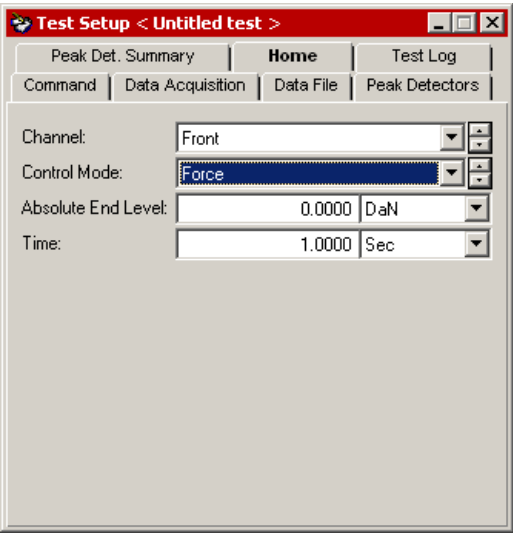 Test Setup < Untitled test >
Peak Det. Summary Home Test Log
Command Data Acquisition Data File Peak Detectors
Channel: Front
Control Mode: Force
Absolute End Level: 0.0000 DaN
Time: 1.0000 Sec